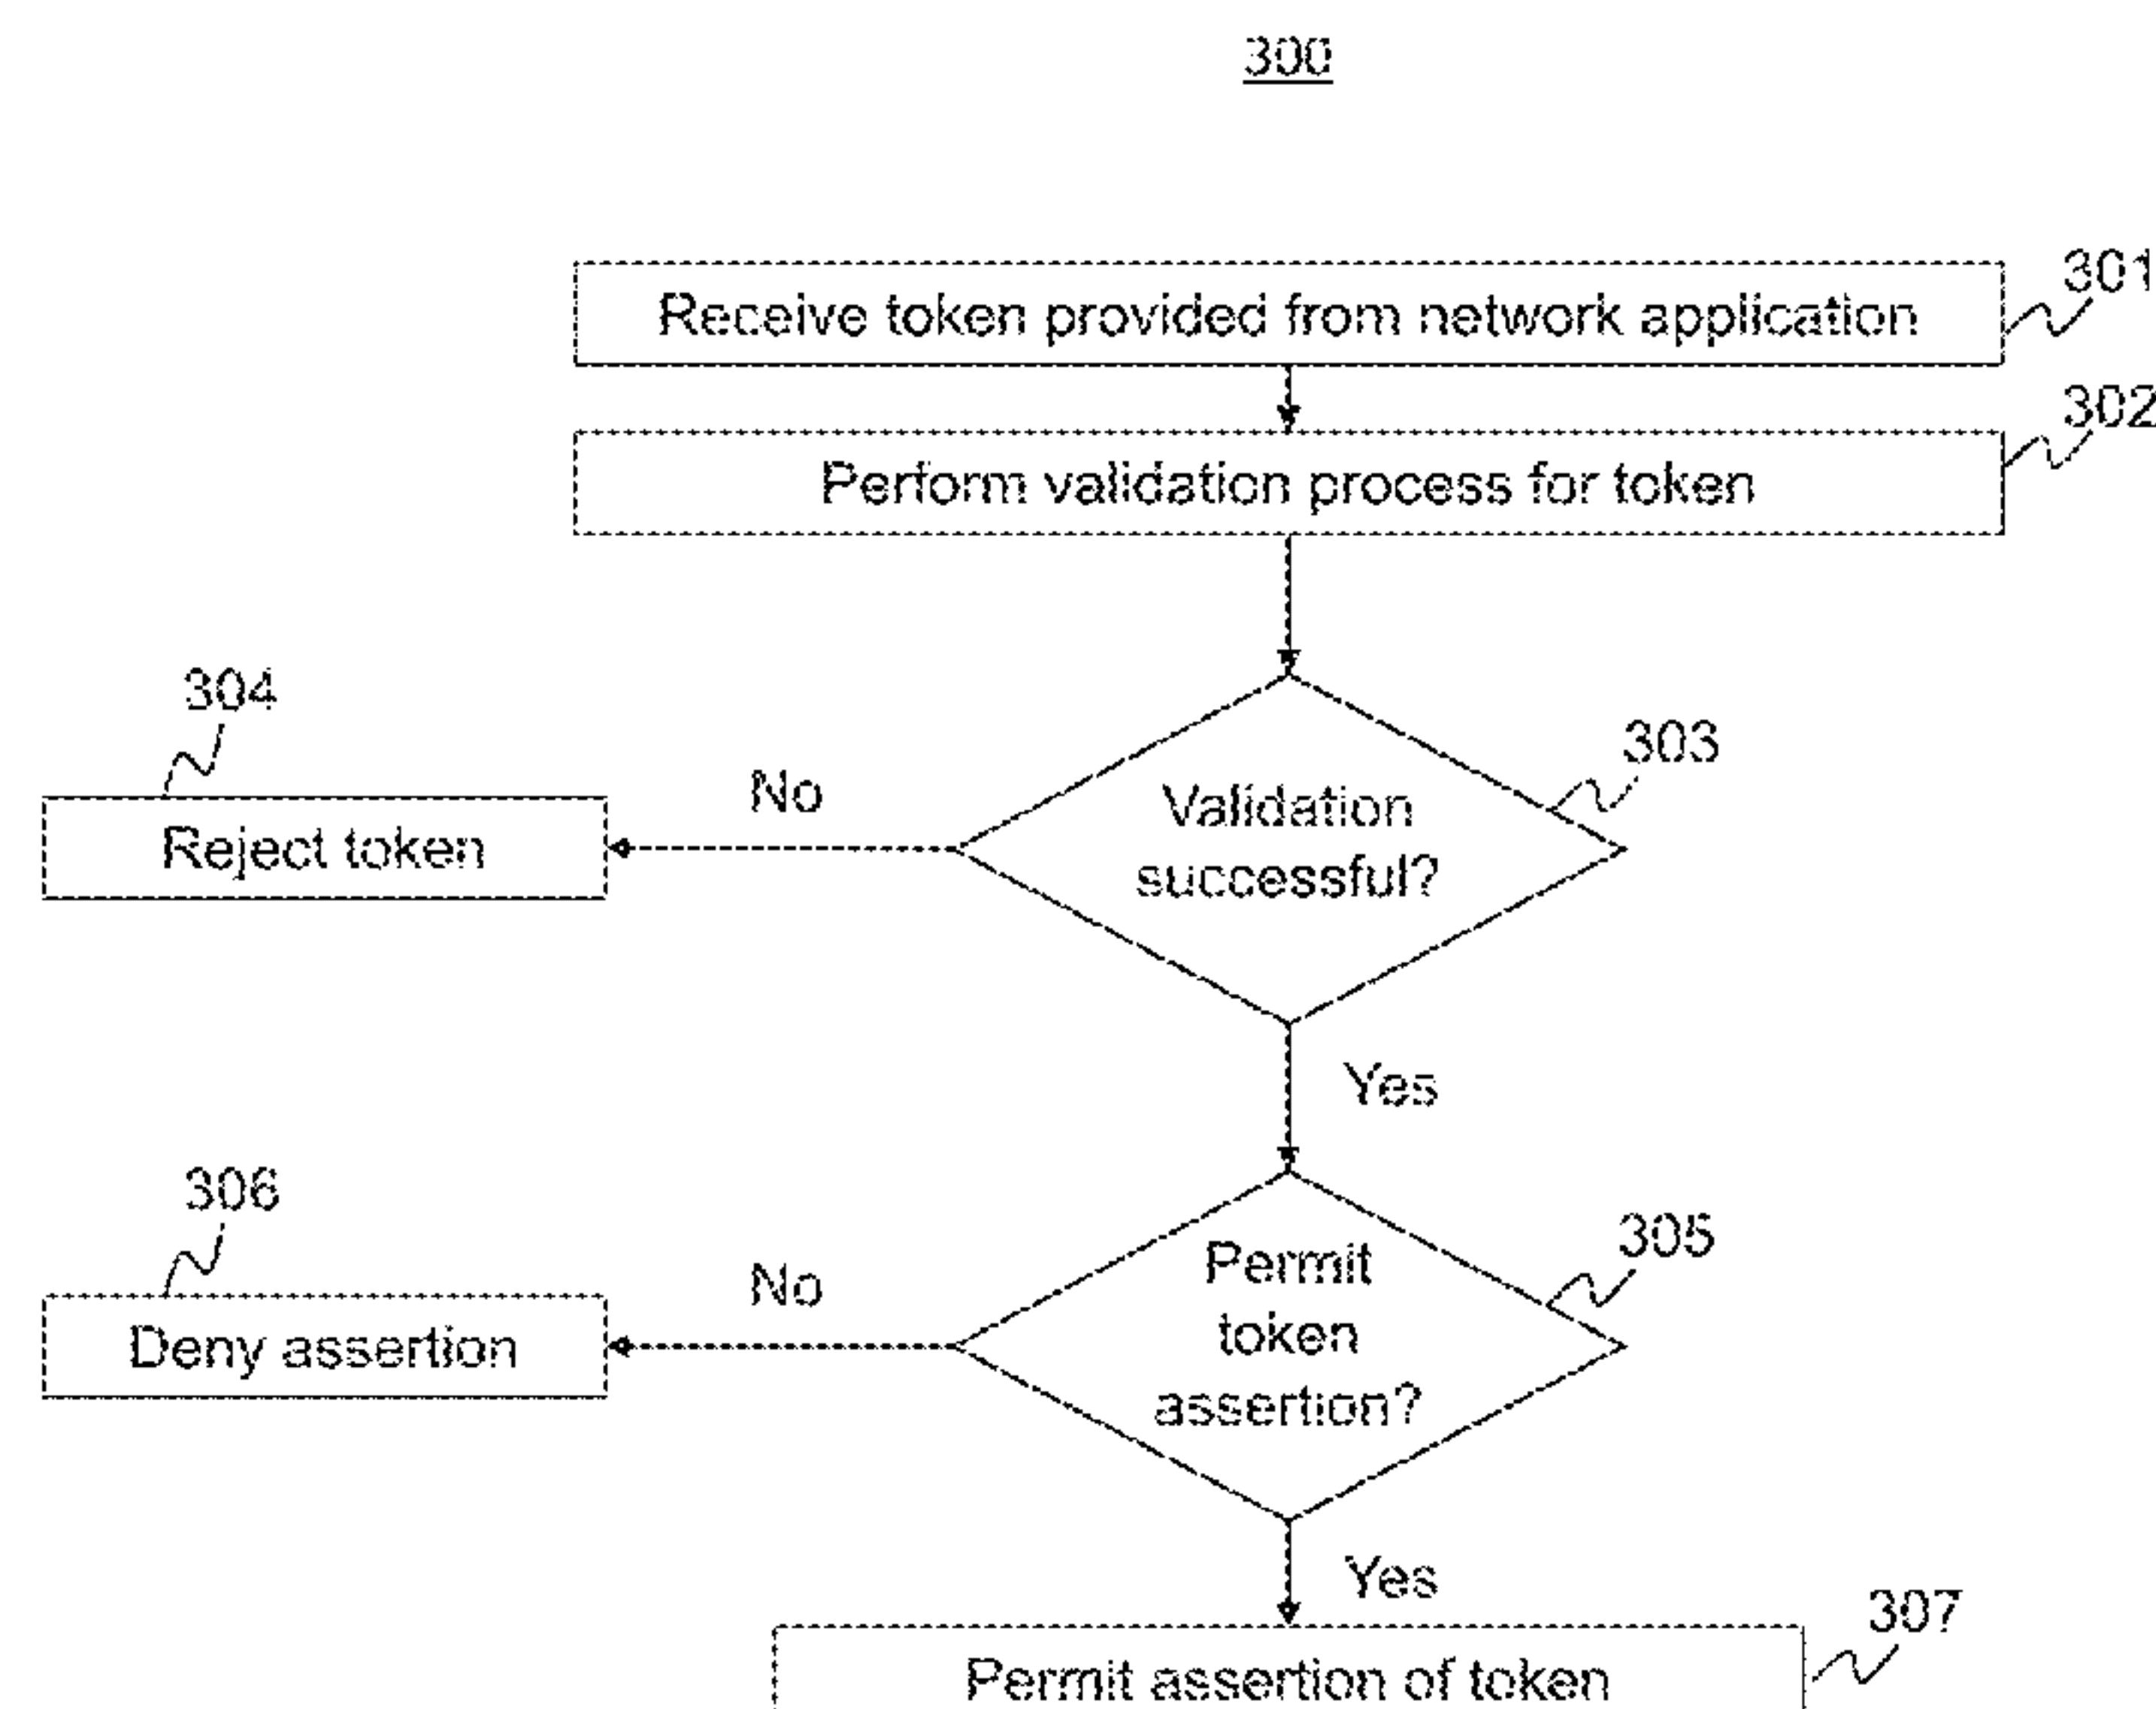 300
Receive token provided from network application
301
Perform validation process for token
302
304
Reject token
No
Validation
successful?
303
Yes
306
Deny assertion
No
Permit
token
assertion?
305
Yes
Permit assertion of token
307